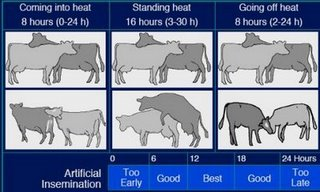 Coming into heat
8 hours (0-24 h)
Standing heat
16 hours (3-30 h)
Going off heat
8 hours (2-24 h)
Artificial
Insemination
0 6 12 18 24 Hours
Too
Early
Good
Best
Good
Too
Late